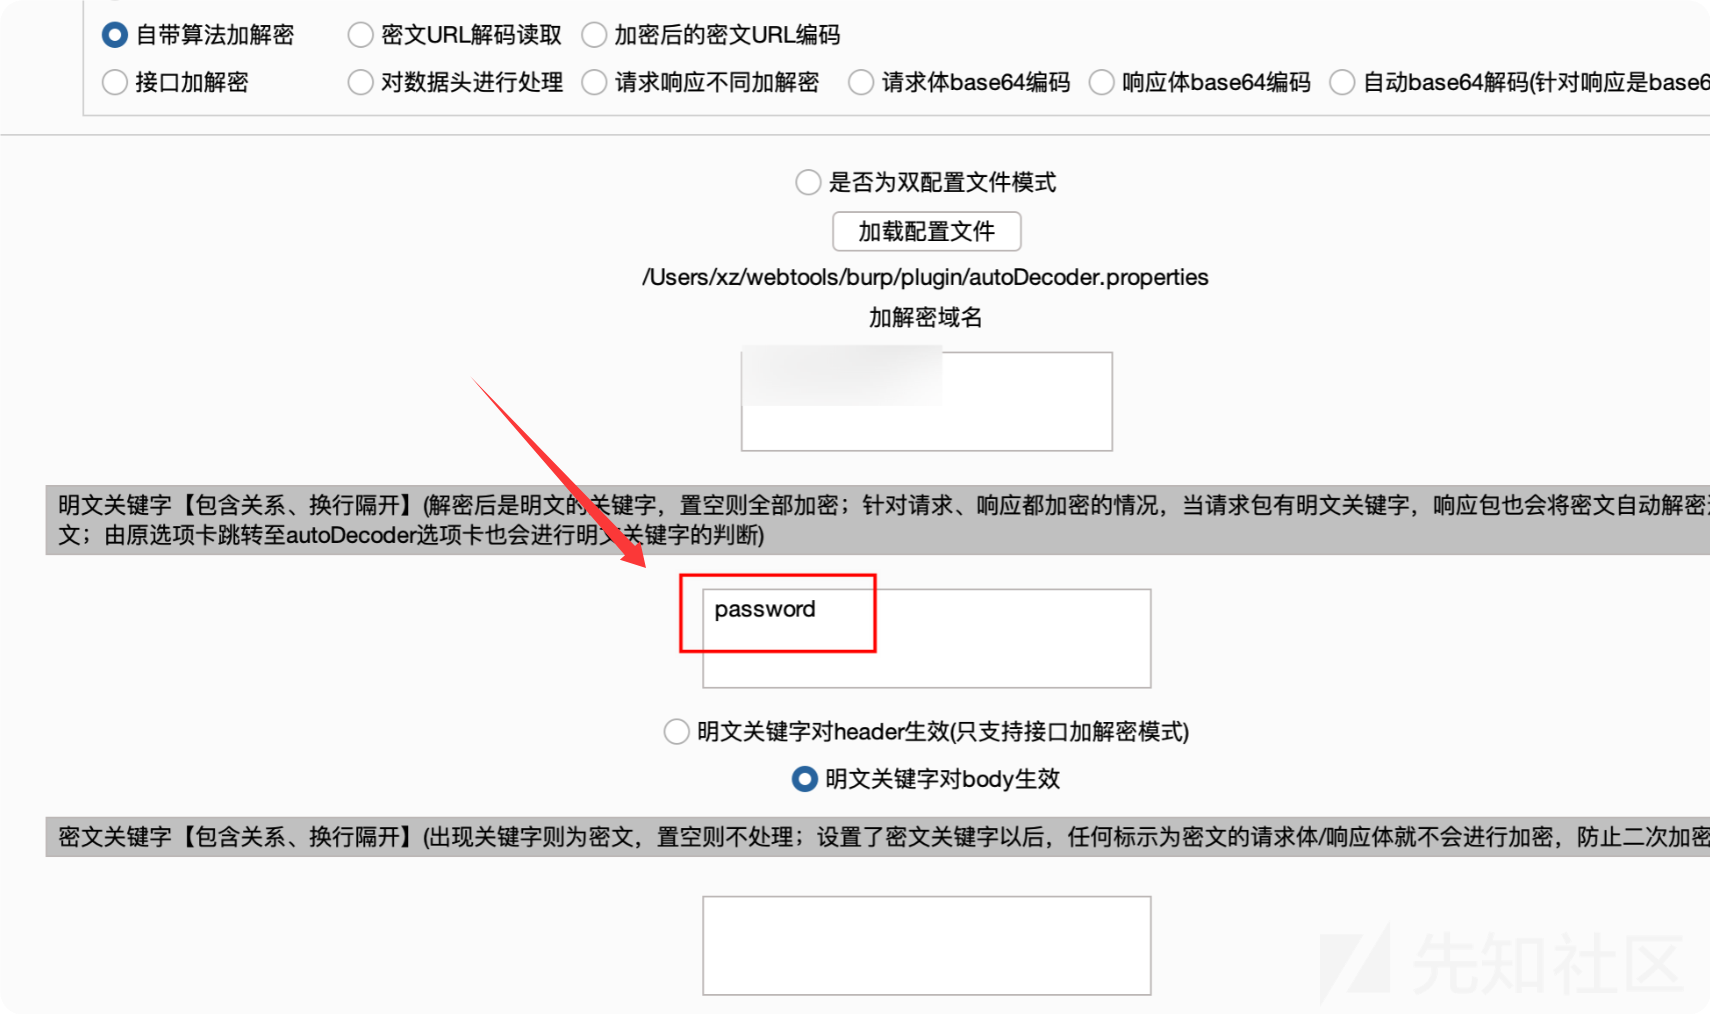 自带算法加解密 密文URL解码读取 加密后的密文URL编码
接口加解密 对数据头进行处理 请求响应不同加解密 请求体base64编码 响应体base64编码 自动base64解码(针对响应是base6
是否为双配置文件模式
加载配置文件
/Users/xz/webtools/burp/plugin/autoDecoder.properties
加解密域名
明文关键字【包含关系、换行隔开】(解密后是明文的关键字，置空则全部加密；针对请求、响应都加密的情况，当请求包有明文关键字，响应包也会将密文自动解密
文；由原选项卡跳转至autoDecoder选项卡也会进行明文关键字的判断)
password
明文关键字对header生效(只支持接口加解密模式)
明文关键字对body生效
密文关键字【包含关系、换行隔开】(出现关键字则为密文，置空则不处理；设置了密文关键字以后，任何标示为密文的请求体/响应体就不会进行加密，防止二次加密
先知社区